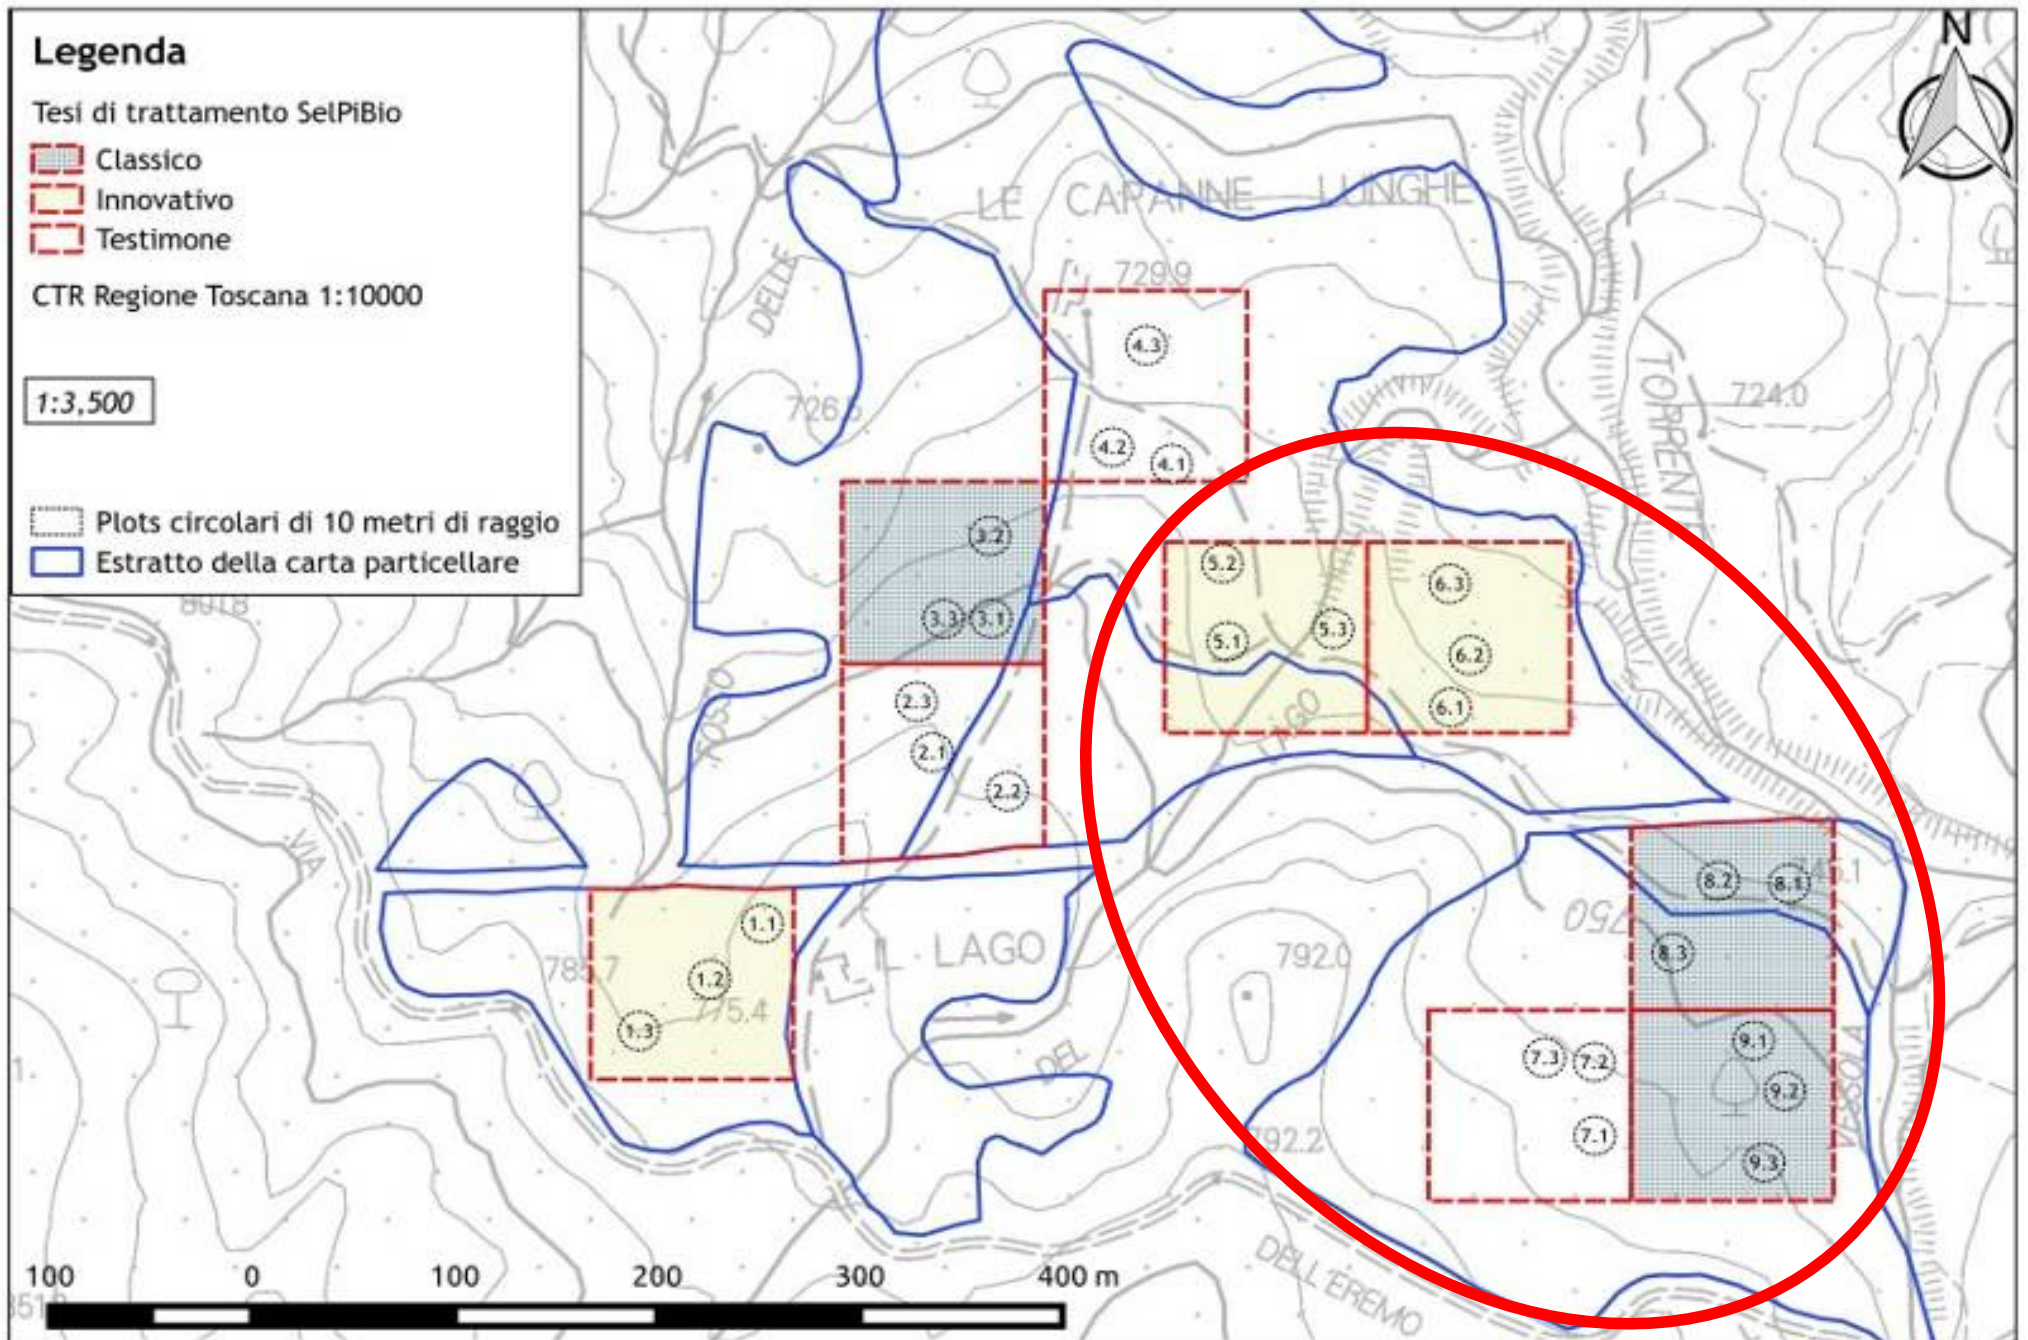 Legenda
Tesi di trattamento SelPiBio
Classico
Innovativo
Testimone
CTR Regione Toscana 1:10000
1:3,500
Plots circolari di 10 metri di raggio
Estratto della carta particellare
N
LE CAPANNE LUNGHE
DELLE
729.9
4.3
TORRENTE
724.0
4.2
4.1
3.2
5.2
6.3
3.3
3.1
5.1
5.3
6.2
2.3
6.1
LAGO
2.1
2.2
VIA
8.2
8.1
1.1
IL LAGO
792.0
8.3
1.2
775.4
1.3
7.3
7.2
9.1
9.2
DEL
7.1
792.2
9.3
DELL'EREMO
100 0 100 200 300 400 m